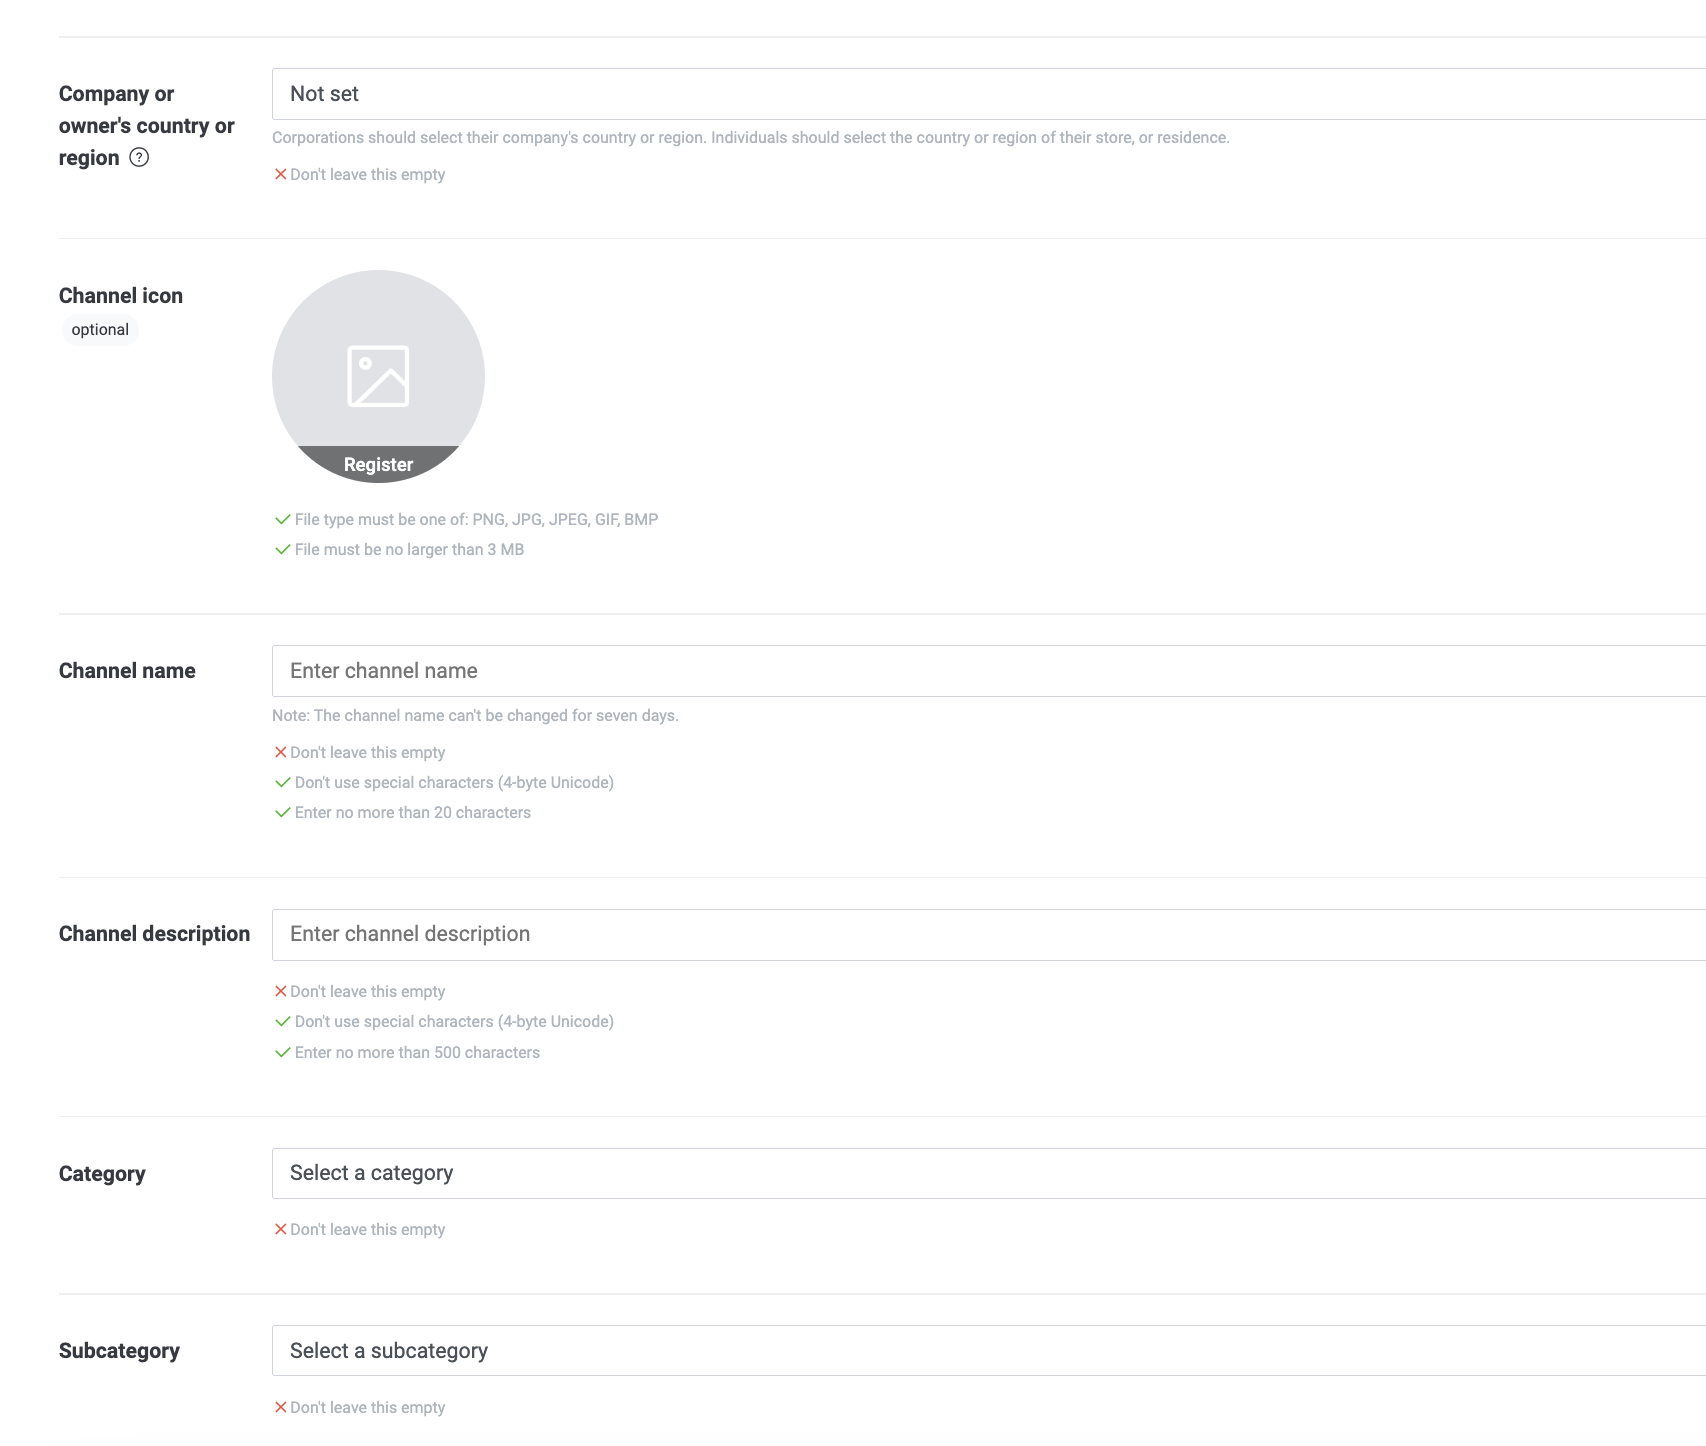 Company or
owner's country or
region ?
Not set
Corporations should select their company's country or region. Individuals should select the country or region of their store, or residence.
Don't leave this empty
Channel icon
optional
Register
File type must be one of: PNG, JPG, JPEG, GIF, BMP
File must be no larger than 3 MB
Channel name
Enter channel name
Note: The channel name can't be changed for seven days.
Don't leave this empty
Don't use special characters (4-byte Unicode)
Enter no more than 20 characters
Channel description
Enter channel description
Don't leave this empty
Don't use special characters (4-byte Unicode)
Enter no more than 500 characters
Category
Select a category
Don't leave this empty
Subcategory
Select a subcategory
Don't leave this empty